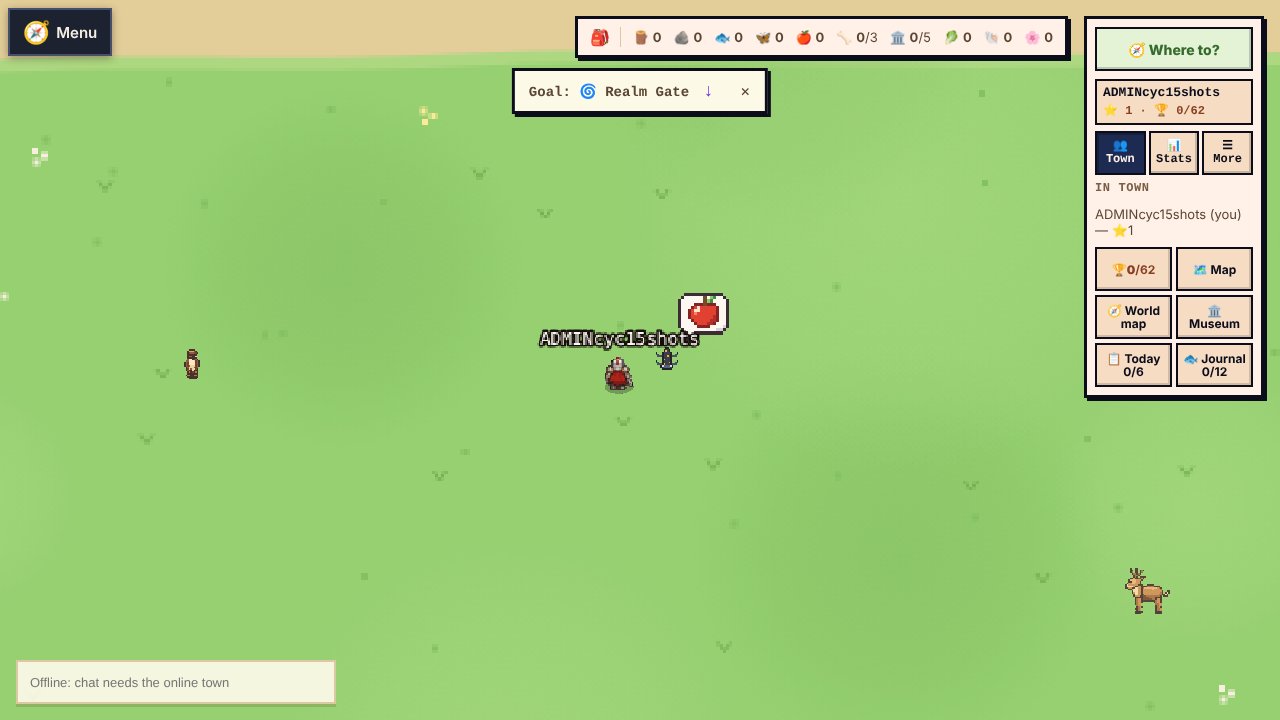 Menu
0 0 0 0 0 0/3 0/5 0 0 0
Goal: Realm Gate ↓ ×
Where to?
ADMINcyc15shots
1 · 0/62
Town Stats More
IN TOWN
ADMINcyc15shots (you)
— 1
0/62 Map
World map
Museum
Today 0/6
Journal 0/12
ADMINcyc15shots
Offline: chat needs the online town